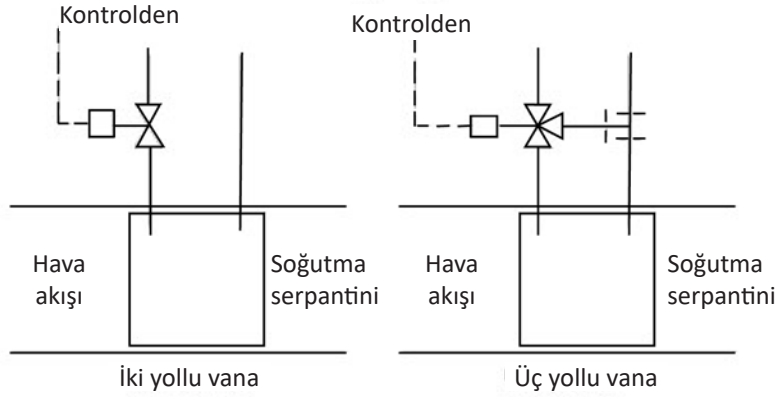 Kontrolden
Hava
akışı
Soğutma
serpantini
İki yollu vana
Kontrolden
Hava
akışı
Soğutma
serpantini
Üç yollu vana